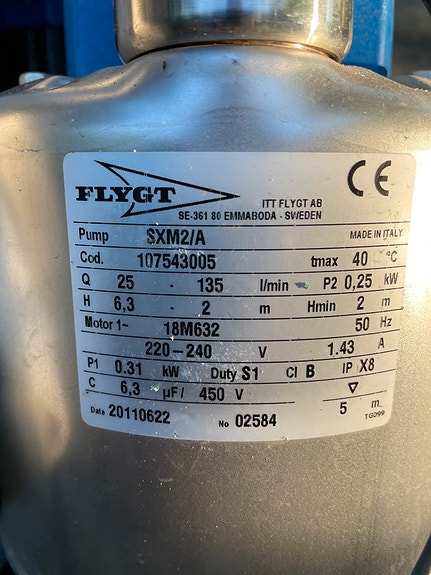 FLYGT
CE
ITT FLYGT AB
SE-361 80 EMMABODA - SWEDEN
Pump SXM2/A MADE IN ITALY
Cod. 107543005 tmax 40 °C
Q 25 - 135 l/min P2 0,25 kW
H 6,3 - 2 m Hmin 2 m
Motor 1~ 18M632 50 Hz
220-240 V 1.43 A
P1 0.31 kW Duty S1 Cl B IP X8
C 6,3 µF/ 450 V ▽
Data 20110622 No 02584 5 m
TG099